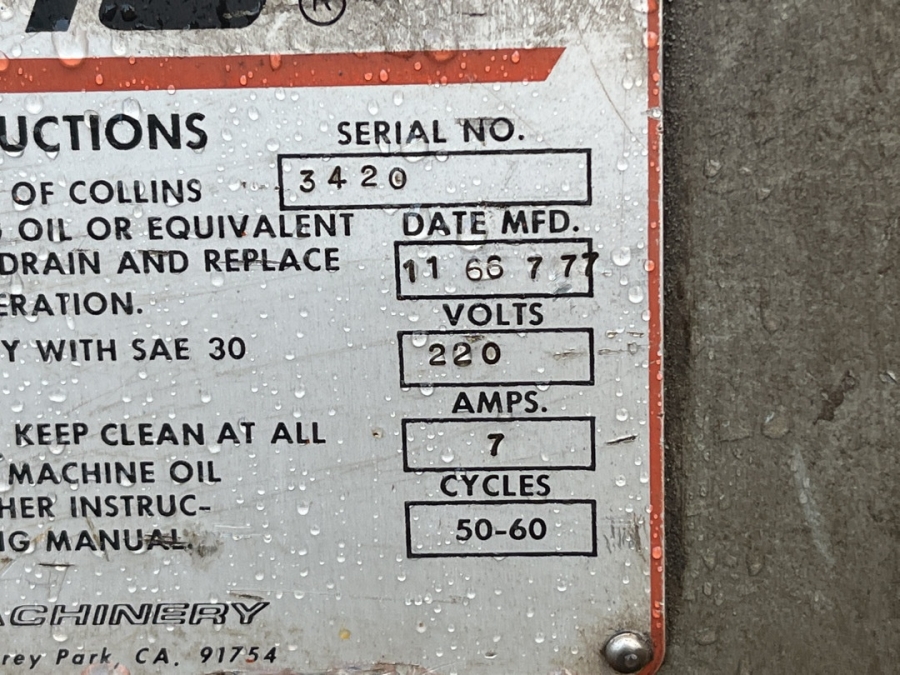 ®
UCTIONS
SERIAL NO.
OF COLLINS
3420
OIL OR EQUIVALENT
DATE MFD.
DRAIN AND REPLACE
11 66 7 77
ERATION.
VOLTS
Y WITH SAE 30
220
AMPS.
KEEP CLEAN AT ALL
7
MACHINE OIL
CYCLES
HER INSTRUC-
50-60
G MANUAL.
ACHINERY
rey Park, CA. 91754